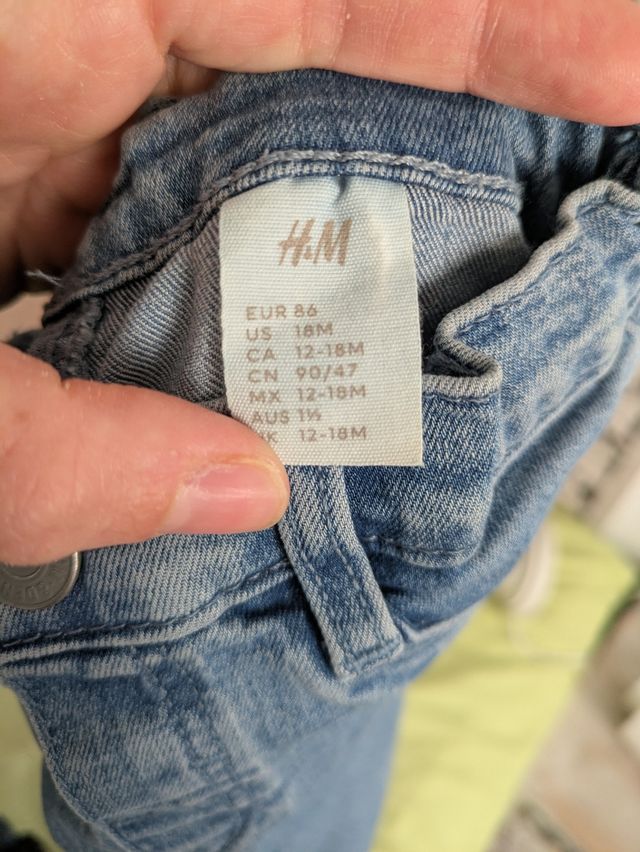 H&M
EUR 86
US 18M
CA 12-18M
CN 90/47
MX 12-18M
AUS 1½
12-18M